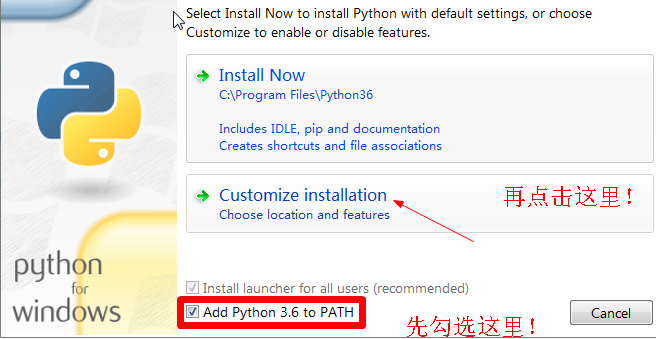 Select Install Now to install Python with default settings, or choose
Customize to enable or disable features.
Install Now
C:\Program Files\Python36
Includes IDLE, pip and documentation
Creates shortcuts and file associations
Customize installation
Choose location and features
再点击这里!
python
for
windows
Install launcher for all users (recommended)
Add Python 3.6 to PATH
先勾选这里!
Cancel